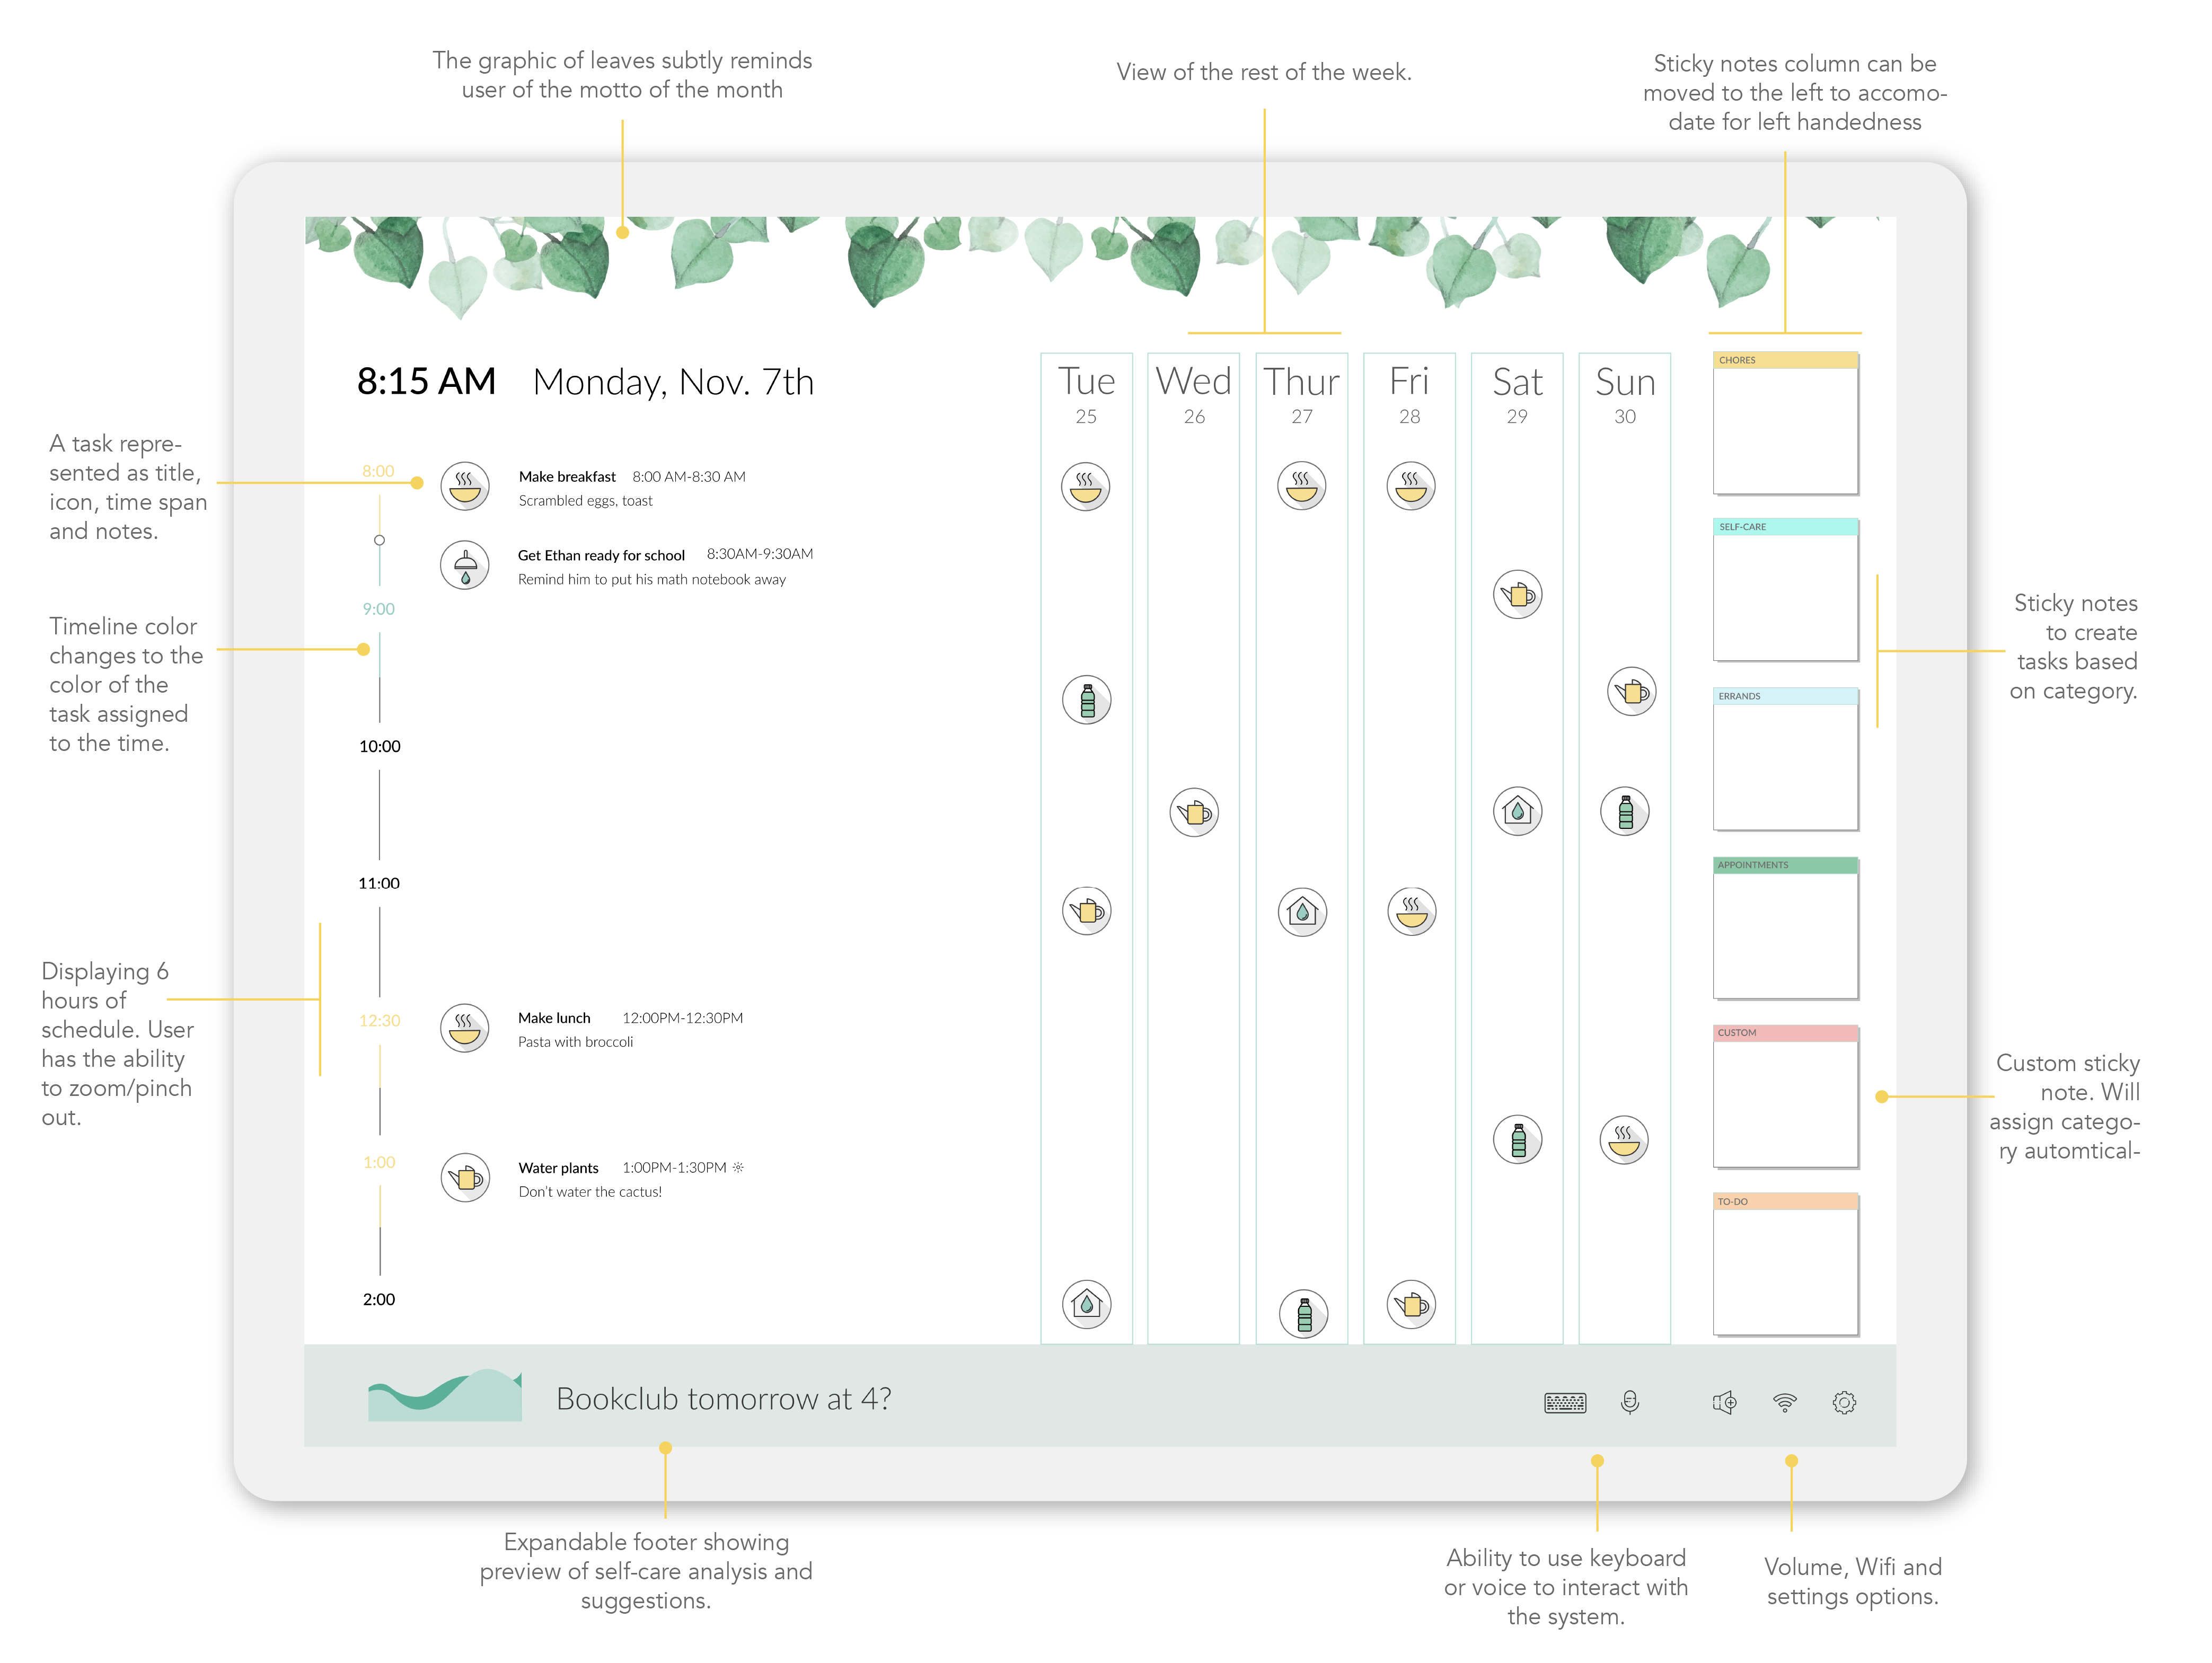 The graphic of leaves subtly reminds
user of the motto of the month
View of the rest of the week.
Sticky notes column can be
moved to the left to accomo-
date for left handedness
8:15 AM Monday, Nov. 7th
Tue
25
Wed
26
Thur
27
Fri
28
Sat
29
Sun
30
A task repre-
sented as title,
icon, time span
and notes.
Timeline color
changes to the
color of the
task assigned
to the time.
Displaying 6
hours of
schedule. User
has the ability
to zoom/pinch
out.
8:00
Make breakfast 8:00 AM-8:30 AM
Scrambled eggs, toast
Get Ethan ready for school 8:30AM-9:30AM
Remind him to put his math notebook away
9:00
10:00
11:00
12:30
Make lunch 12:00PM-12:30PM
Pasta with broccoli
1:00
Water plants 1:00PM-1:30PM
Don't water the cactus!
2:00
CHORES
SELF-CARE
ERRANDS
APPOINTMENTS
CUSTOM
TO-DO
Sticky notes
to create
tasks based
on category.
Custom sticky
note. Will
assign catego-
ry automtical-
Bookclub tomorrow at 4?
Expandable footer showing
preview of self-care analysis and
suggestions.
Ability to use keyboard
or voice to interact with
the system.
Volume, Wifi and
settings options.